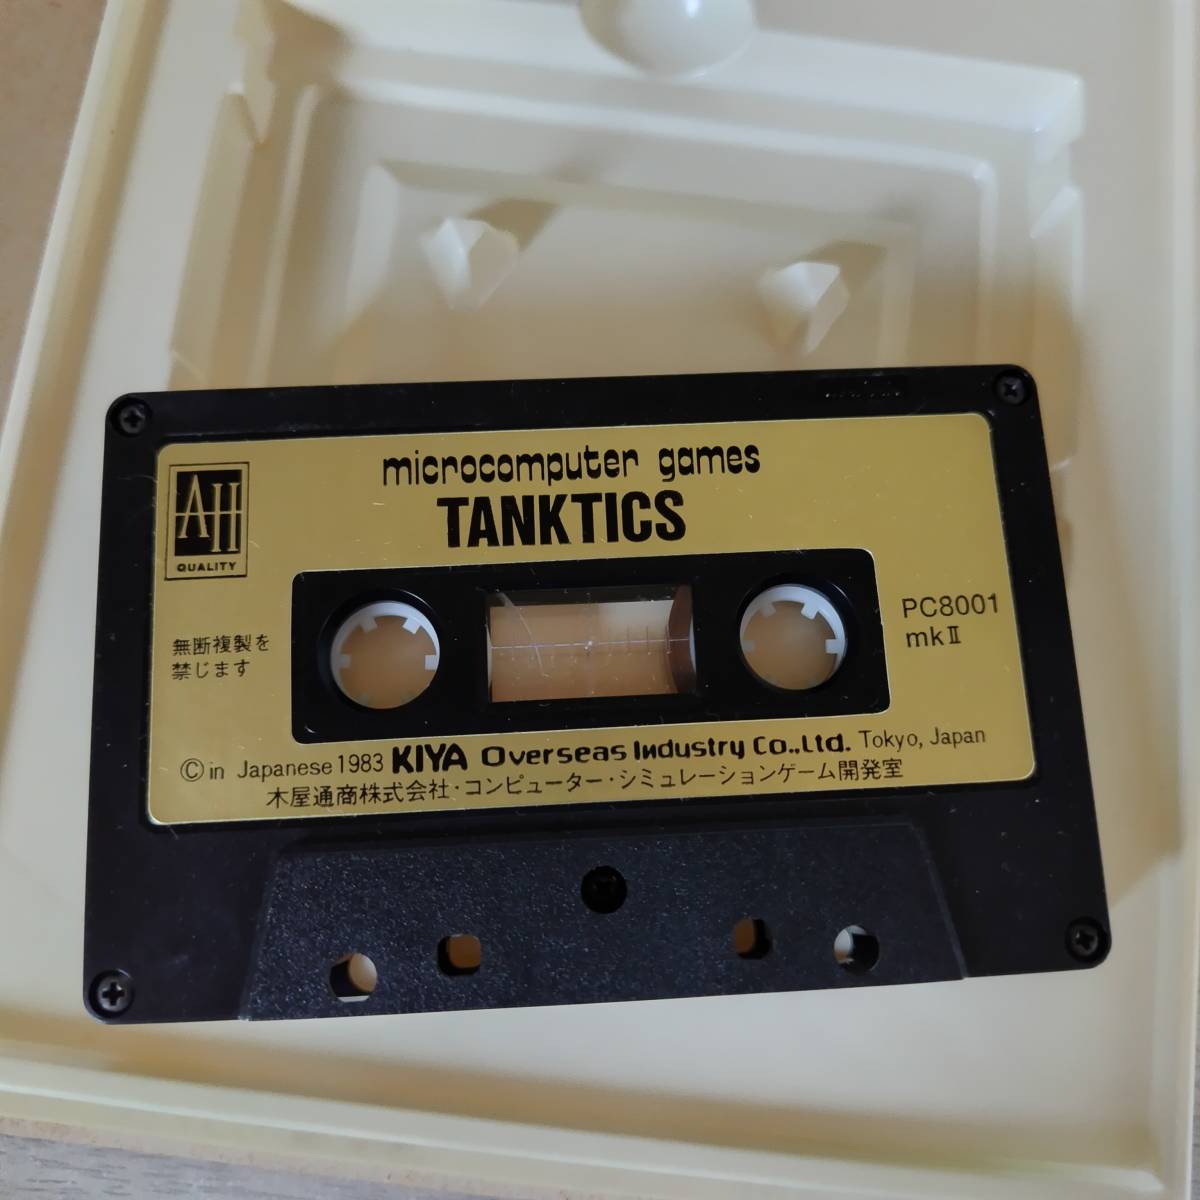 microcomputer games
TANKTICS
AH
QUALITY
無断複製を
禁じます
PC8001
mkⅡ
Ⓒ in Japanese 1983 KIYA Overseas Industry Co.,Ltd. Tokyo, Japan
木屋通商株式会社・コンピューター・シミュレーションゲーム開発室